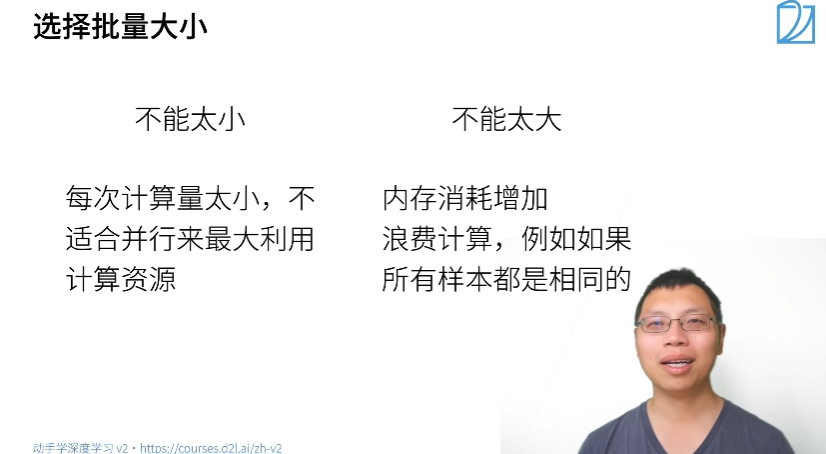 选择批量大小
不能太小
每次计算量太小，不
适合并行来最大利用
计算资源
不能太大
内存消耗增加
浪费计算，例如如果
所有样本都是相同的
动手学深度学习 v2 • https://courses.d2l.ai/zh-v2